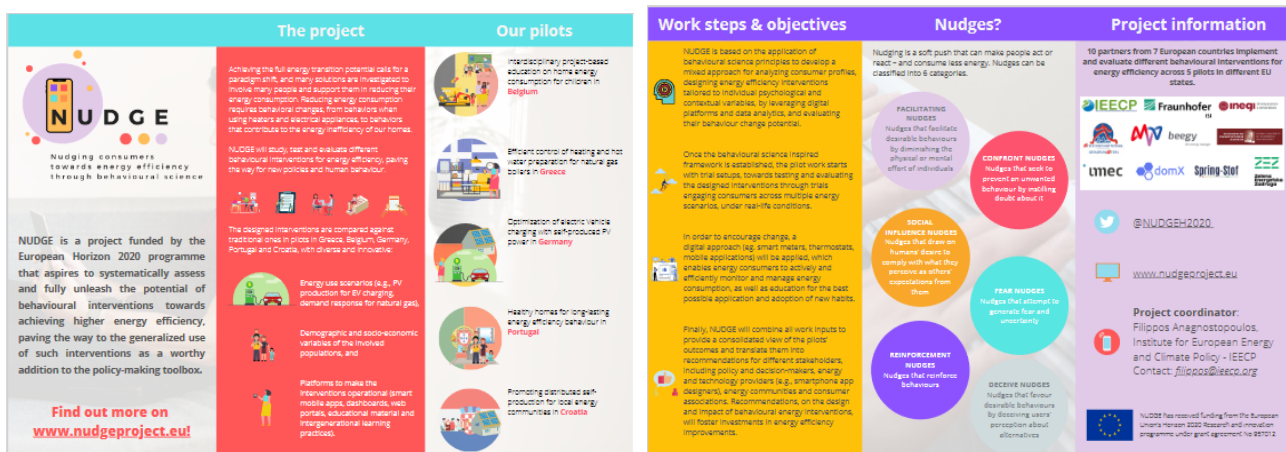 The project
Our pilots
NUDGE
Nudging consumers
towards energy efficiency
through behavioural science
NUDGE is a project funded by the
European Horizon 2020 programme
that aspires to systematically assess
and fully unleash the potential of
behavioural interventions towards
achieving higher energy efficiency,
paving the way to the generalized use
of such interventions as a worthy
addition to the policy-making toolbox.
Find out more on
www.nudgeproject.eu!
Achieving the full energy transition potential calls for a
paradigm shift, and many solutions are investigated to
involve many people and support them in reducing their
energy consumption. Reducing energy consumption
requires behavioral changes, from behaviors when
using heaters and electrical appliances, to behaviors
that contribute to the energy inefficiency of our homes.
NUDGE will study, test and evaluate different
behavioural interventions for energy efficiency, paving
the way for new policies and human behaviour.
The designed interventions are compared against
traditional ones in pilots in Greece, Belgium, Germany,
Portugal and Croatia, with diverse and innovative:
Energy use scenarios (e.g., PV
production for EV charging,
demand response for natural gas),
Demographic and socio-economic
variables of the involved
populations, and
Platforms to make the
interventions operational (smart
mobile apps, dashboards, web
portals, educational material and
intergenerational learning
practices).
Interdisciplinary project-based
education on home energy
consumption for children in
Belgium
Efficient control of heating and hot
water preparation for natural gas
boilers in Greece
Optimisation of electric Vehicle
charging with self-produced PV
power in Germany
Healthy homes for long-lasting
energy efficiency behaviour in
Portugal
Promoting distributed self-
production for local energy
communities in Croatia
Work steps & objectives
Nudges?
Project information
NUDGE is based on the application of
behavioural science principles to develop a
mixed approach for analyzing consumer profiles,
designing energy efficiency interventions
tailored to individual psychological and
contextual variables, by leveraging digital
platforms and data analytics, and evaluating
their behaviour change potential.
Once the behavioural science inspired
framework is established, the pilot work starts
with trial setups, towards testing and evaluating
the designed interventions through trials
engaging consumers across multiple energy
scenarios, under real-life conditions.
In order to encourage change, a
digital approach (eg. smart meters, thermostats,
mobile applications) will be applied, which
enables energy consumers to actively and
efficiently monitor and manage energy
consumption, as well as education for the best
possible application and adoption of new habits.
Finally, NUDGE will combine all work inputs to
provide a consolidated view of the pilots'
outcomes and translate them into
recommendations for different stakeholders,
including policy and decision-makers, energy
and technology providers (e.g., smartphone app
designers), energy communities and consumer
associations. Recommendations, on the design
and impact of behavioural energy interventions,
will foster investments in energy efficiency
improvements.
Nudging is a soft push that can make people act or
react – and consume less energy. Nudges can be
classified into 6 categories.
FACILITATING
NUDGES
Nudges that facilitate
desirable behaviours
by diminishing the
physical or mental
effort of individuals
CONFRONT NUDGES
Nudges that seek to
prevent an unwanted
behaviour by instilling
doubt about it
SOCIAL
INFLUENCE NUDGES
Nudges that draw on
humans' desire to
comply with what they
perceive as others'
expectations from
them
FEAR NUDGES
Nudges that attempt to
generate fear and
uncertainty
REINFORCEMENT
NUDGES
Nudges that reinforce
behaviours
DECEIVE NUDGES
Nudges that favour
desirable behaviours
by deceiving users'
perception about
alternatives
10 partners from 7 European countries implement
and evaluate different behavioural interventions for
energy efficiency across 5 pilots in different EU
states.
IEECP
Fraunhofer
ISI
inegi
MVV
beegy
imec
domX
Spring-Stof
ZEZ
Zelena
Energetska
Zadruga
@NUDGEH2020
www.nudgeproject.eu
Project coordinator:
Filippos Anagnostopoulos,
Institute for European Energy
and Climate Policy - IEECP
Contact: filippos@ieecp.org
NUDGE has received funding from the European
Union's Horizon 2020 Research and Innovation
programme under grant agreement No 957012.